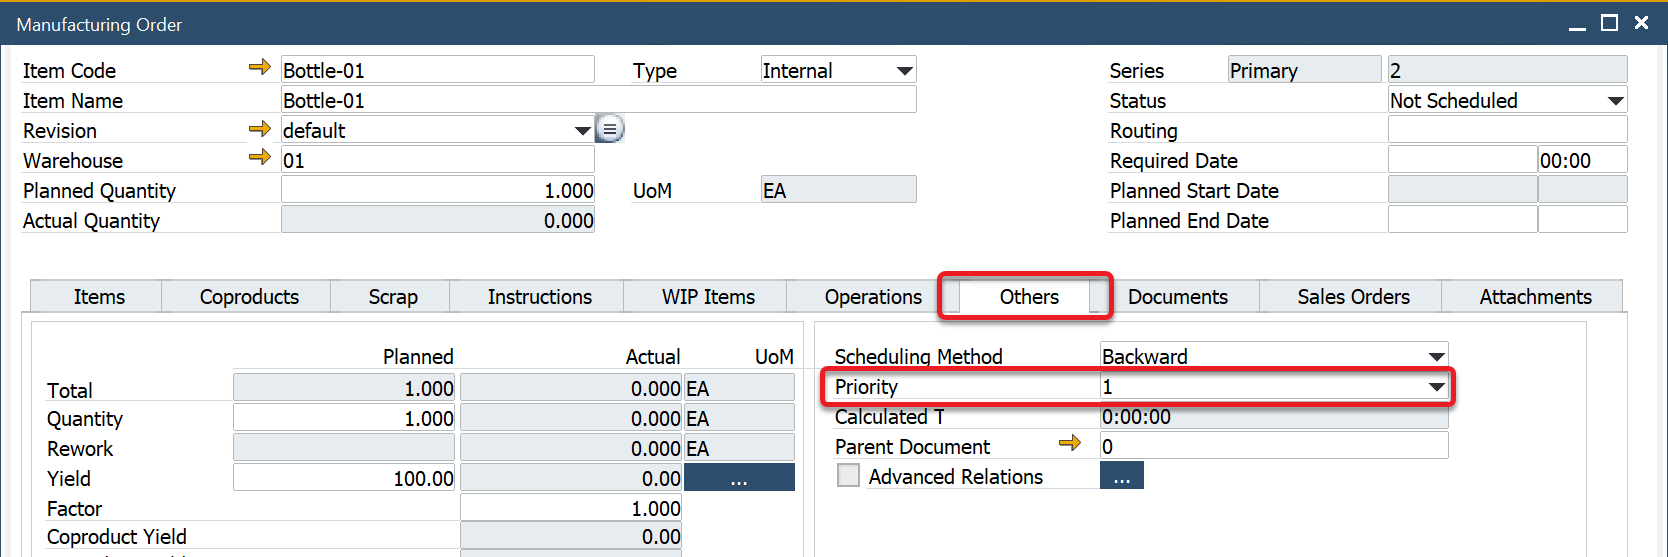 Manufacturing Order
Item Code Bottle-01 Type Internal Series Primary 2
Item Name Bottle-01 Status Not Scheduled
Revision default Routing
Warehouse 01 Required Date 00:00
Planned Quantity 1.000 UoM EA Planned Start Date
Actual Quantity 0.000 Planned End Date
Items Coproducts Scrap Instructions WIP Items Operations Others Documents Sales Orders Attachments
Planned Actual UoM Scheduling Method Backward
Total 1.000 0.000 EA Priority 1
Quantity 1.000 0.000 EA Calculated T 0:00:00
Rework 0.000 EA Parent Document 0
Yield 100.00 0.00 ... Advanced Relations ...
Factor 1.000
Coproduct Yield 0.00